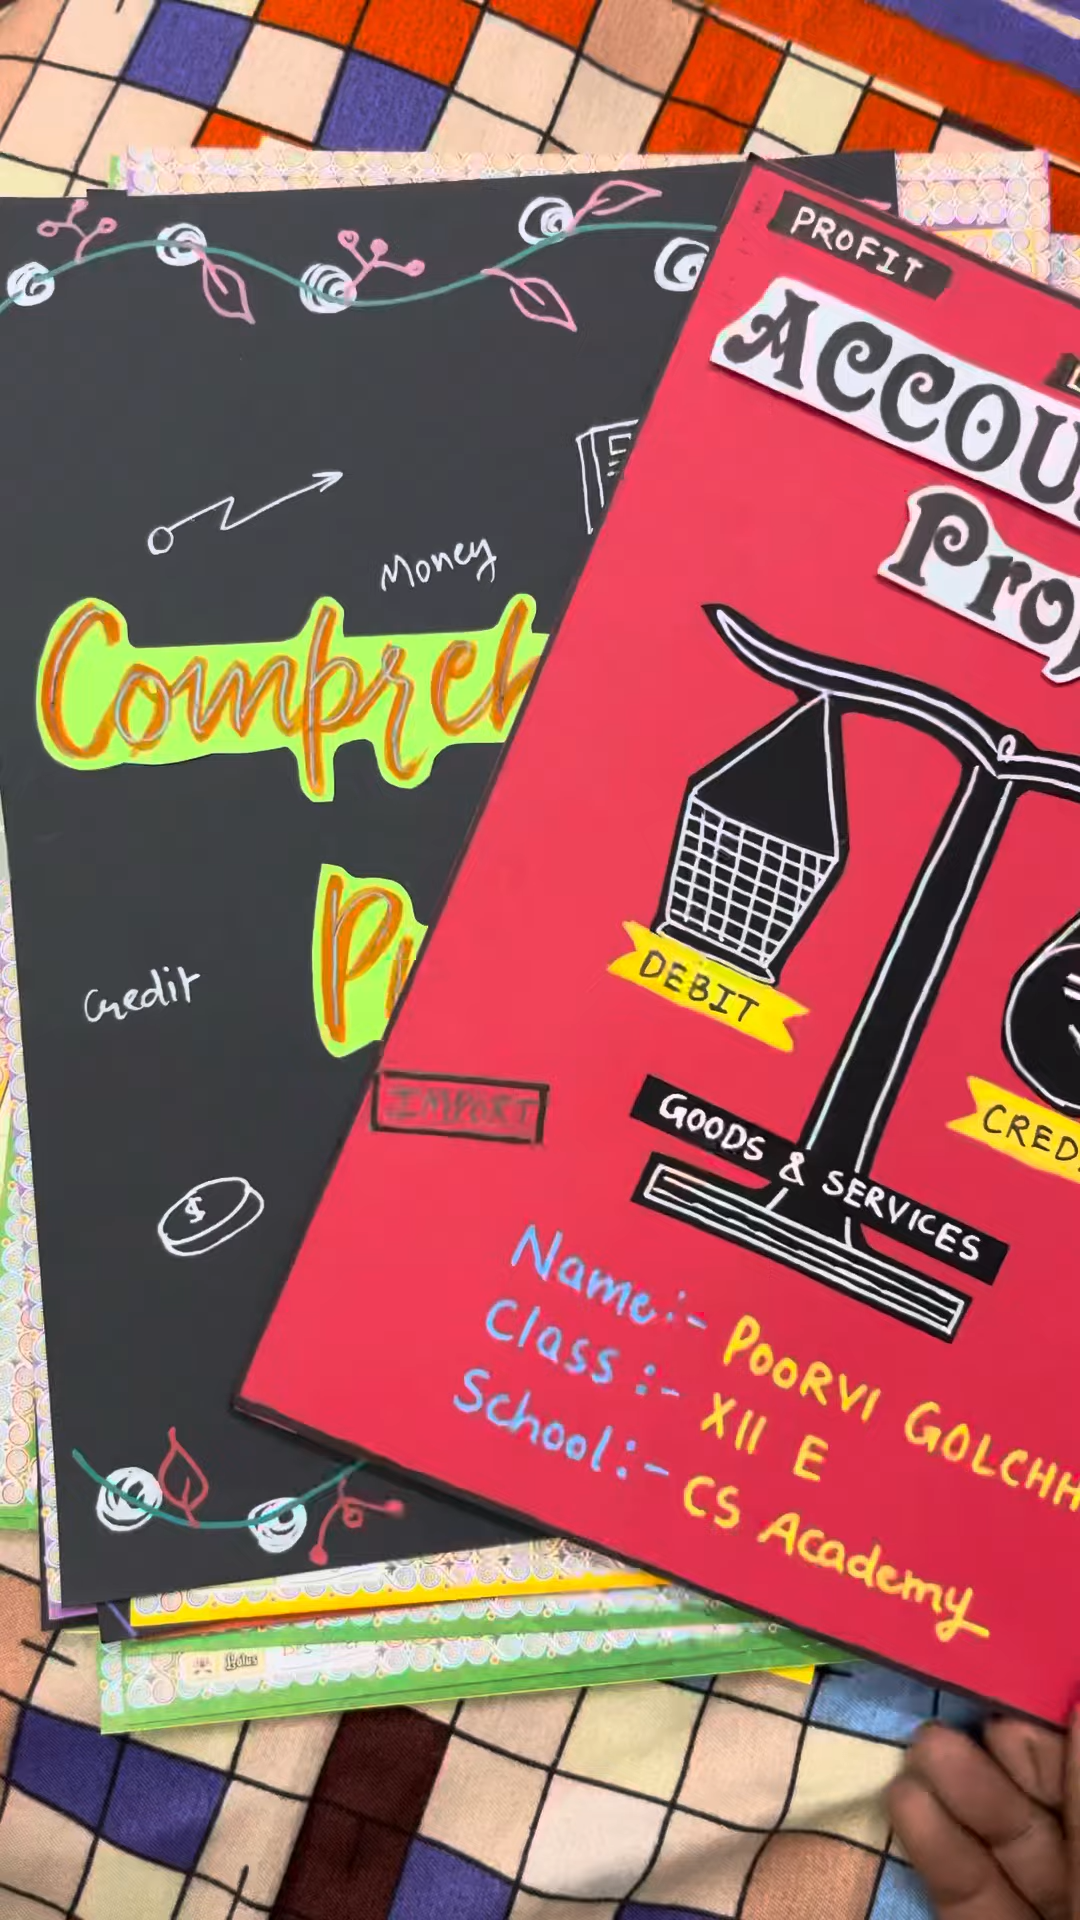 PROFIT
ACCOU
Pro
Money
Compreh
P
Credit
DEBIT
CRED
IMPORT
GOODS & SERVICES
$
Name:- POORVI GOLCHH
Class:- XII E
School:- CS Academy
Lotus